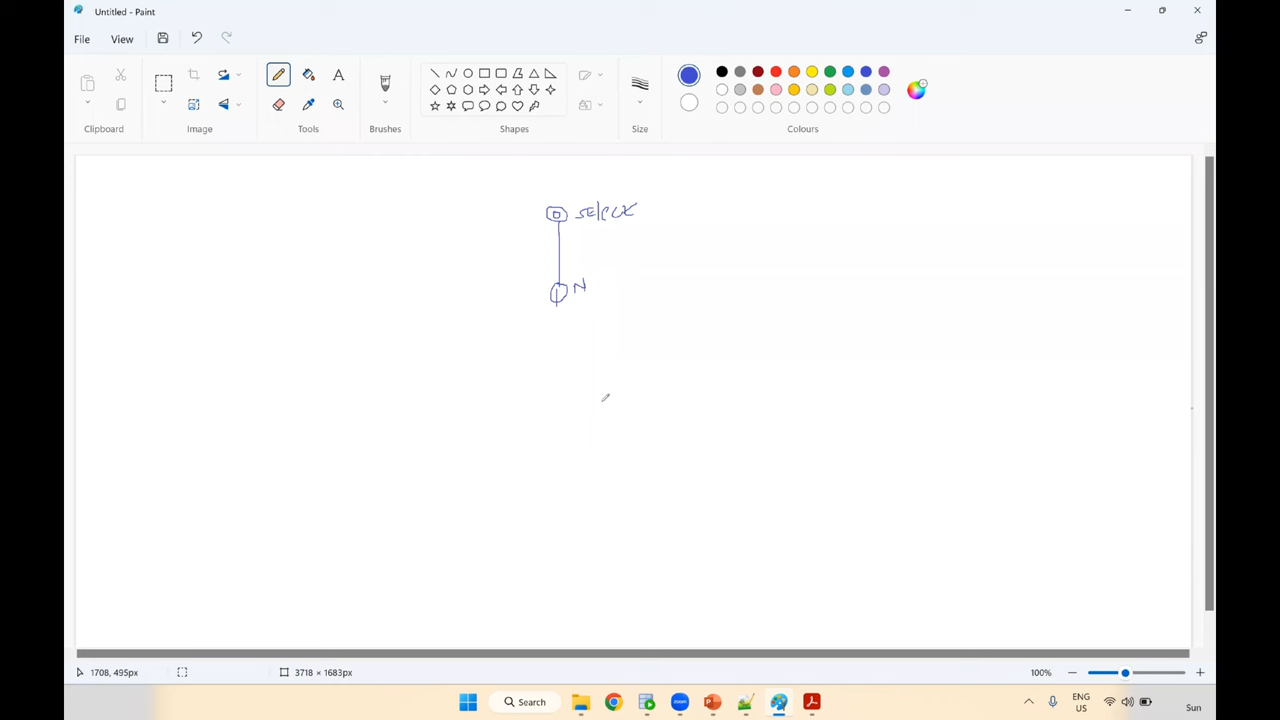 Untitled - Paint
File
View
Clipboard
Image
Tools
Brushes
Shapes
Size
Colours
N
1708, 495px
3718 × 1683px
100%
Search
ENG
US
Sun